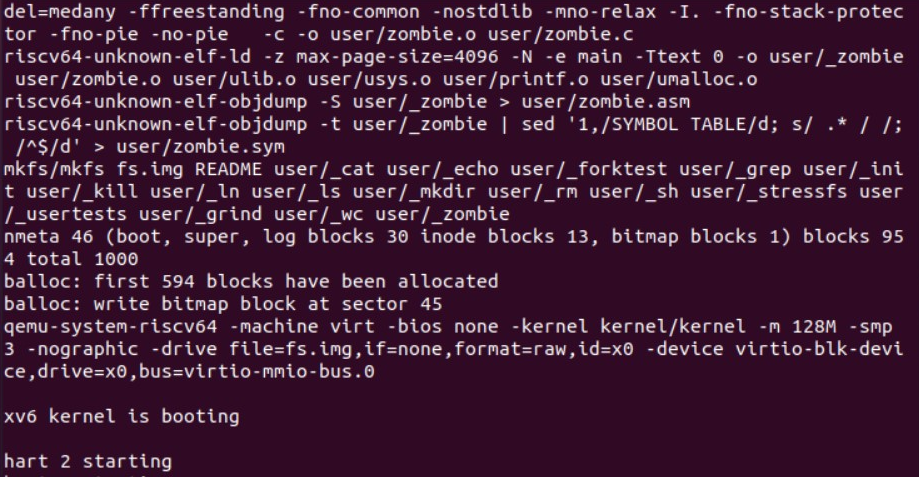 del=medany -ffreestanding -fno-common -nostdlib -mno-relax -I. -fno-stack-protec
tor -fno-pie -no-pie   -c -o user/zombie.o user/zombie.c
riscv64-unknown-elf-ld -z max-page-size=4096 -N -e main -Ttext 0 -o user/_zombie
 user/zombie.o user/ulib.o user/usys.o user/printf.o user/umalloc.o
riscv64-unknown-elf-objdump -S user/_zombie > user/zombie.asm
riscv64-unknown-elf-objdump -t user/_zombie | sed '1,/SYMBOL TABLE/d; s/ .* / /;
 /^$/d' > user/zombie.sym
mkfs/mkfs fs.img README user/_cat user/_echo user/_forktest user/_grep user/_ini
t user/_kill user/_ln user/_ls user/_mkdir user/_rm user/_sh user/_stressfs user
/_usertests user/_grind user/_wc user/_zombie
nmeta 46 (boot, super, log blocks 30 inode blocks 13, bitmap blocks 1) blocks 95
4 total 1000
balloc: first 594 blocks have been allocated
balloc: write bitmap block at sector 45
qemu-system-riscv64 -machine virt -bios none -kernel kernel/kernel -m 128M -smp
3 -nographic -drive file=fs.img,if=none,format=raw,id=x0 -device virtio-blk-devi
ce,drive=x0,bus=virtio-mmio-bus.0
xv6 kernel is booting
hart 2 starting